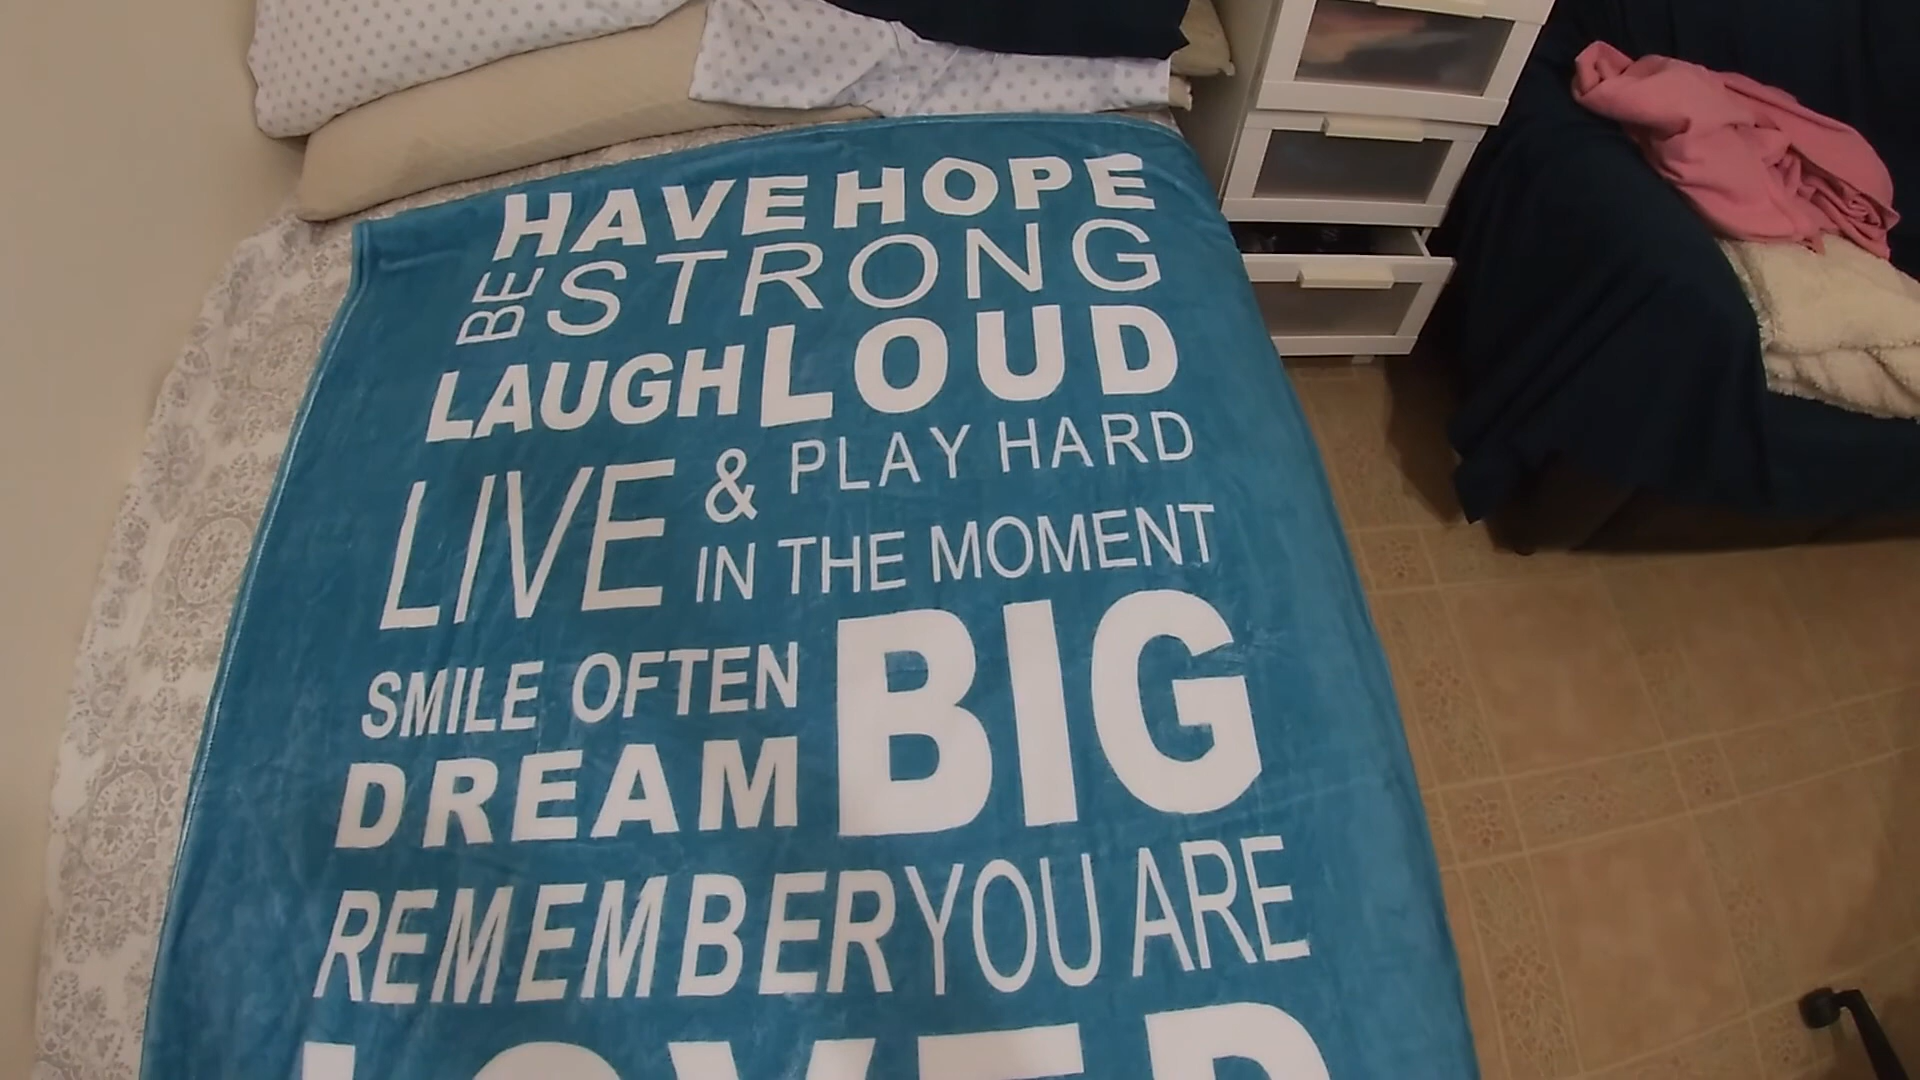 HAVE HOPE
BE STRONG
LAUGH LOUD
& PLAY HARD
LIVE IN THE MOMENT
SMILE OFTEN
DREAM BIG
REMEMBER YOU ARE
LOVED